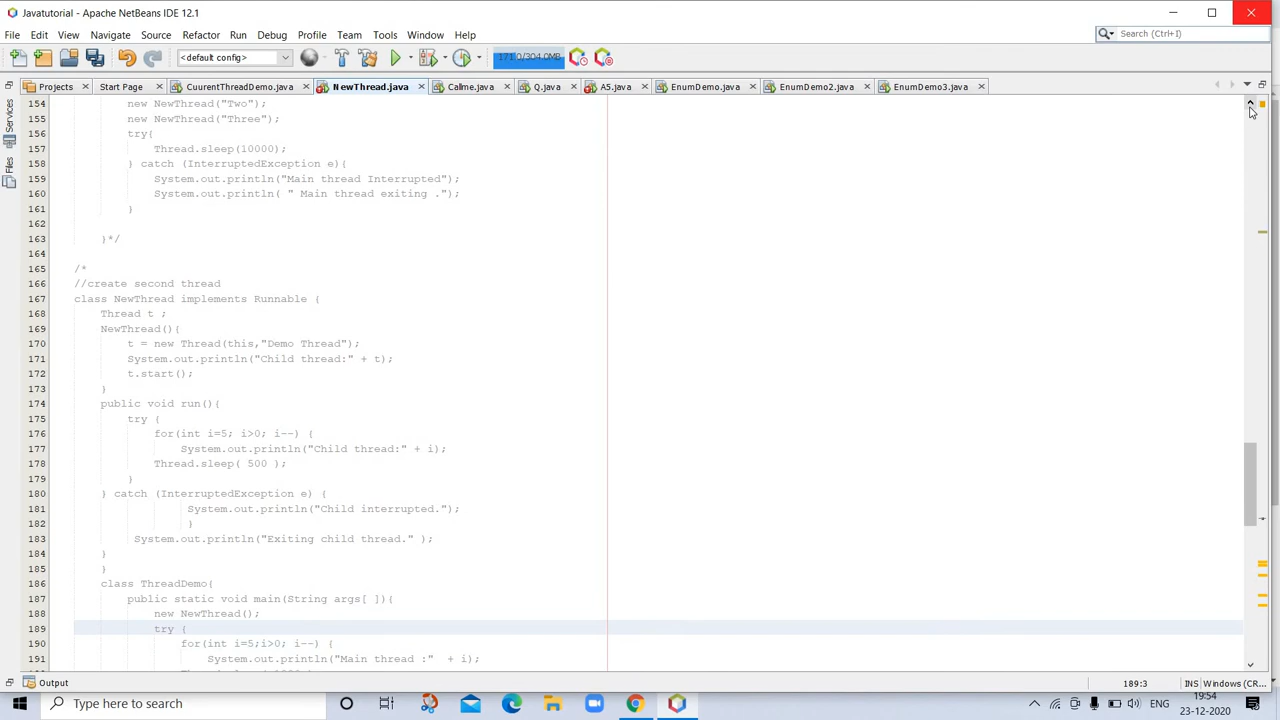 Javatutorial - Apache NetBeans IDE 12.1
File Edit View Navigate Source Refactor Run Debug Profile Team Tools Window Help
Search (Ctrl+I)
<default config>
171.0/304.0MB
Projects Start Page CuurentThreadDemo.java NewThread.java Callme.java Q.java A5.java EnumDemo.java EnumDemo2.java EnumDemo3.java
Services
Files
154 new NewThread("Two");
155 new NewThread("Three");
156 try{
157 Thread.sleep(10000);
158 } catch (InterruptedException e){
159 System.out.println("Main thread Interrupted");
160 System.out.println( " Main thread exiting .");
161 }
162
163 }*/
164
165 /*
166 //create second thread
167 class NewThread implements Runnable {
168 Thread t ;
169 NewThread(){
170 t = new Thread(this,"Demo Thread");
171 System.out.println("Child thread:" + t);
172 t.start();
173 }
174 public void run(){
175 try {
176 for(int i=5; i>0; i--) {
177 System.out.println("Child thread:" + i);
178 Thread.sleep( 500 );
179 }
180 } catch (InterruptedException e) {
181 System.out.println("Child interrupted.");
182 }
183 System.out.println("Exiting child thread." );
184 }
185 }
186 class ThreadDemo{
187 public static void main(String args[ ]){
188 new NewThread();
189 try {
190 for(int i=5;i>0; i--) {
191 System.out.println("Main thread :" + i);
Output
189:3 INS Windows (CR...
Type here to search
ENG
19:54
23-12-2020